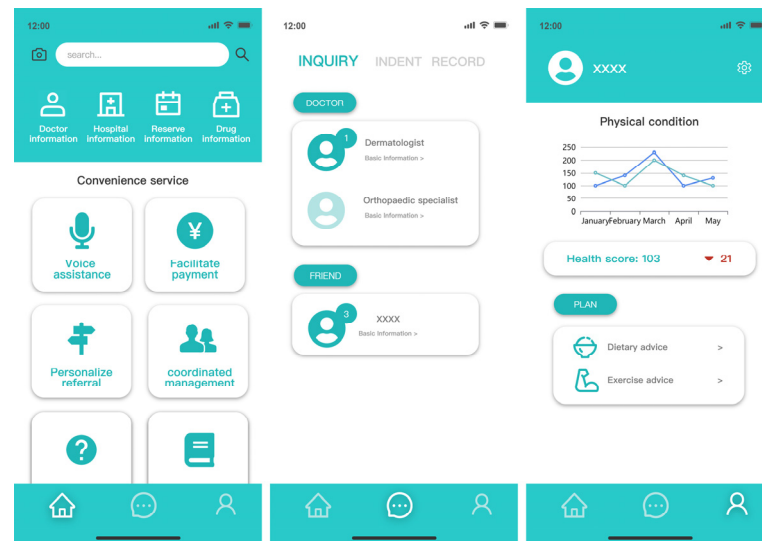 12:00
search...
Doctor information
Hospital information
Reserve information
Drug information
Convenience service
Voice assistance
¥
Facilitate payment
Personalize referral
coordinated management
?
12:00
INQUIRY INDENT RECORD
DOCTOR
1
Dermatologist
Basic Information >
Orthopaedic specialist
Basic Information >
FRIEND
3
XXXX
Basic Information >
12:00
XXXX
Physical condition
250
200
150
100
50
0
January February March April May
Health score: 103 21
PLAN
Dietary advice >
Exercise advice >